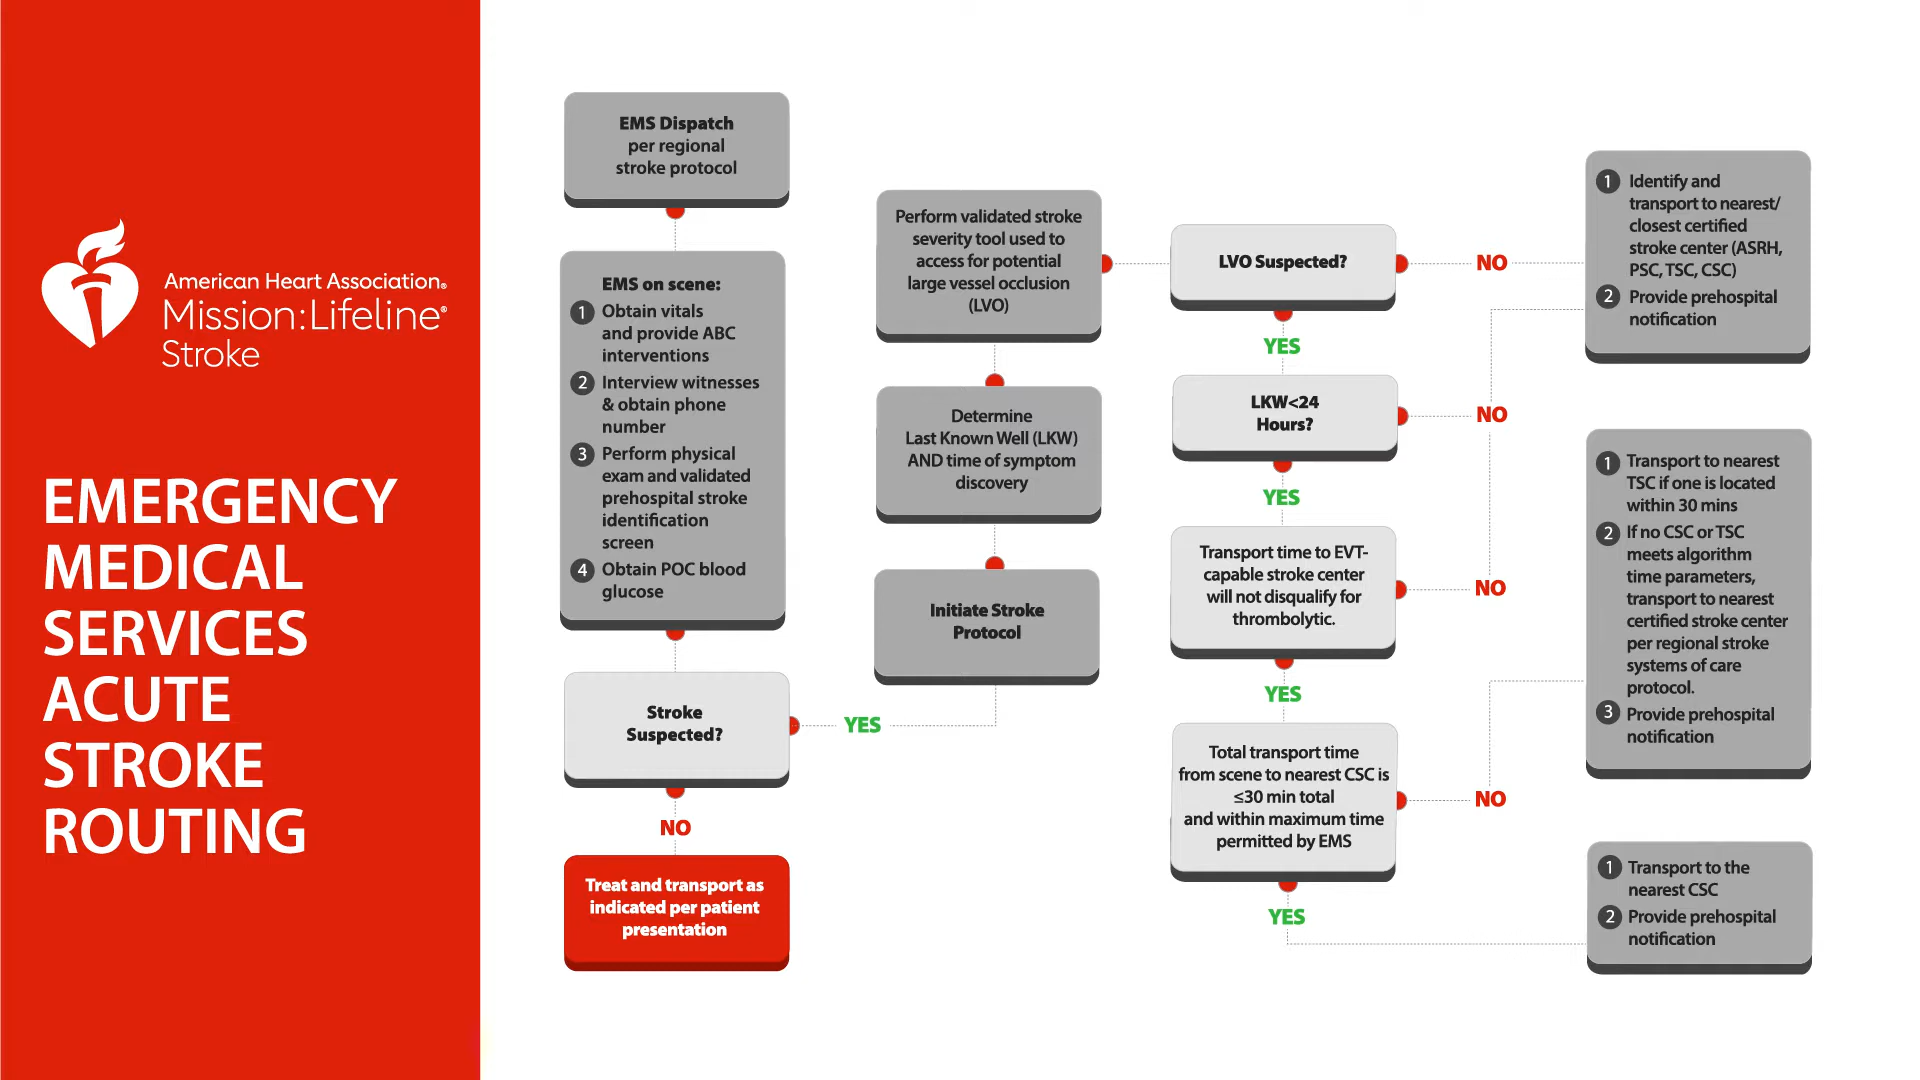 American Heart Association®
Mission:Lifeline®
Stroke
EMERGENCY
MEDICAL
SERVICES
ACUTE
STROKE
ROUTING
EMS Dispatch
per regional
stroke protocol
EMS on scene:
1 Obtain vitals
and provide ABC
interventions
2 Interview witnesses
& obtain phone
number
3 Perform physical
exam and validated
prehospital stroke
identification
screen
4 Obtain POC blood
glucose
Stroke
Suspected?
NO
Treat and transport as
indicated per patient
presentation
YES
Initiate Stroke
Protocol
Determine
Last Known Well (LKW)
AND time of symptom
discovery
Perform validated stroke
severity tool used to
access for potential
large vessel occlusion
(LVO)
LVO Suspected?
NO
YES
LKW<24
Hours?
NO
YES
Transport time to EVT-
capable stroke center
will not disqualify for
thrombolytic.
NO
YES
Total transport time
from scene to nearest CSC is
≤30 min total
and within maximum time
permitted by EMS
NO
YES
1 Identify and
transport to nearest/
closest certified
stroke center (ASRH,
PSC, TSC, CSC)
2 Provide prehospital
notification
1 Transport to nearest
TSC if one is located
within 30 mins
2 If no CSC or TSC
meets algorithm
time parameters,
transport to nearest
certified stroke center
per regional stroke
systems of care
protocol.
3 Provide prehospital
notification
1 Transport to the
nearest CSC
2 Provide prehospital
notification